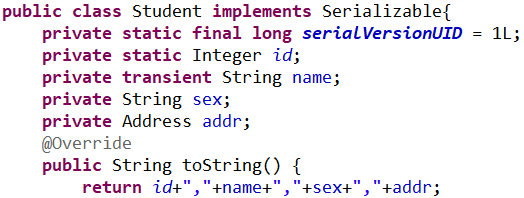 public class Student implements Serializable{
    private static final long serialVersionUID = 1L;
    private static Integer id;
    private transient String name;
    private String sex;
    private Address addr;
    @Override
    public String toString() {
        return id+","+name+","+sex+","+addr;